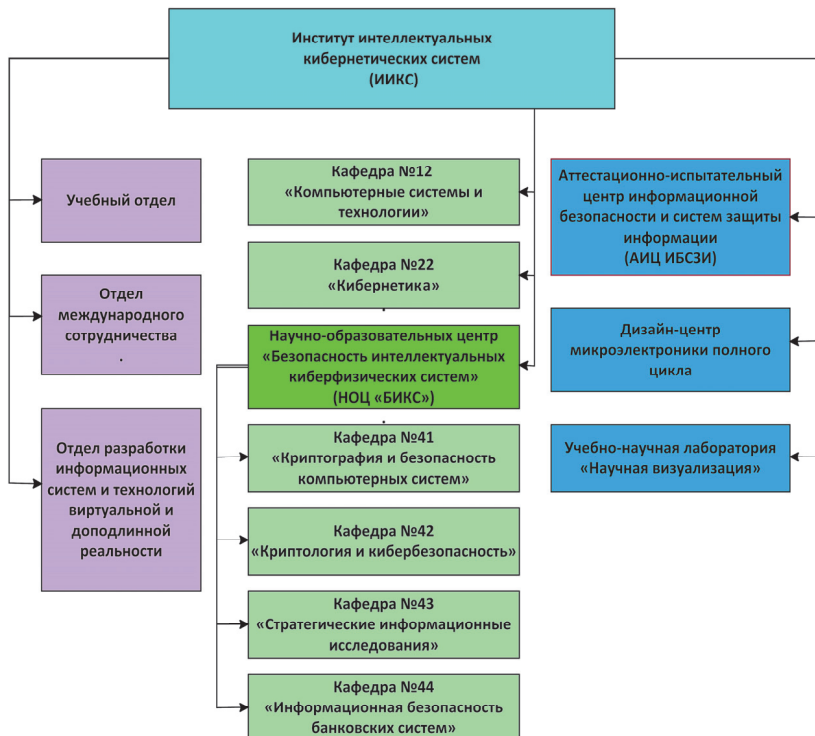 Институт интеллектуальных
кибернетических систем
(ИИКС)
Учебный отдел
Отдел
международного
сотрудничества
.
Отдел разработки
информационных
систем и технологий
виртуальной и
доподлинной
реальности
Кафедра №12
«Компьютерные системы и
технологии»
Кафедра №22
«Кибернетика»
.
Научно-образовательных центр
«Безопасность интеллектуальных
киберфизических систем»
(НОЦ «БИКС»)
.
Кафедра №41
«Криптография и безопасность
компьютерных систем»
Кафедра №42
«Криптология и кибербезопасность»
Кафедра №43
«Стратегические информационные
исследования»
Кафедра №44
«Информационная безопасность
банковских систем»
Аттестационно-испытательный
центр информационной
безопасности и систем защиты
информации
(АИЦ ИБСЗИ)
Дизайн-центр
микроэлектроники полного
цикла
Учебно-научная лаборатория
«Научная визуализация»